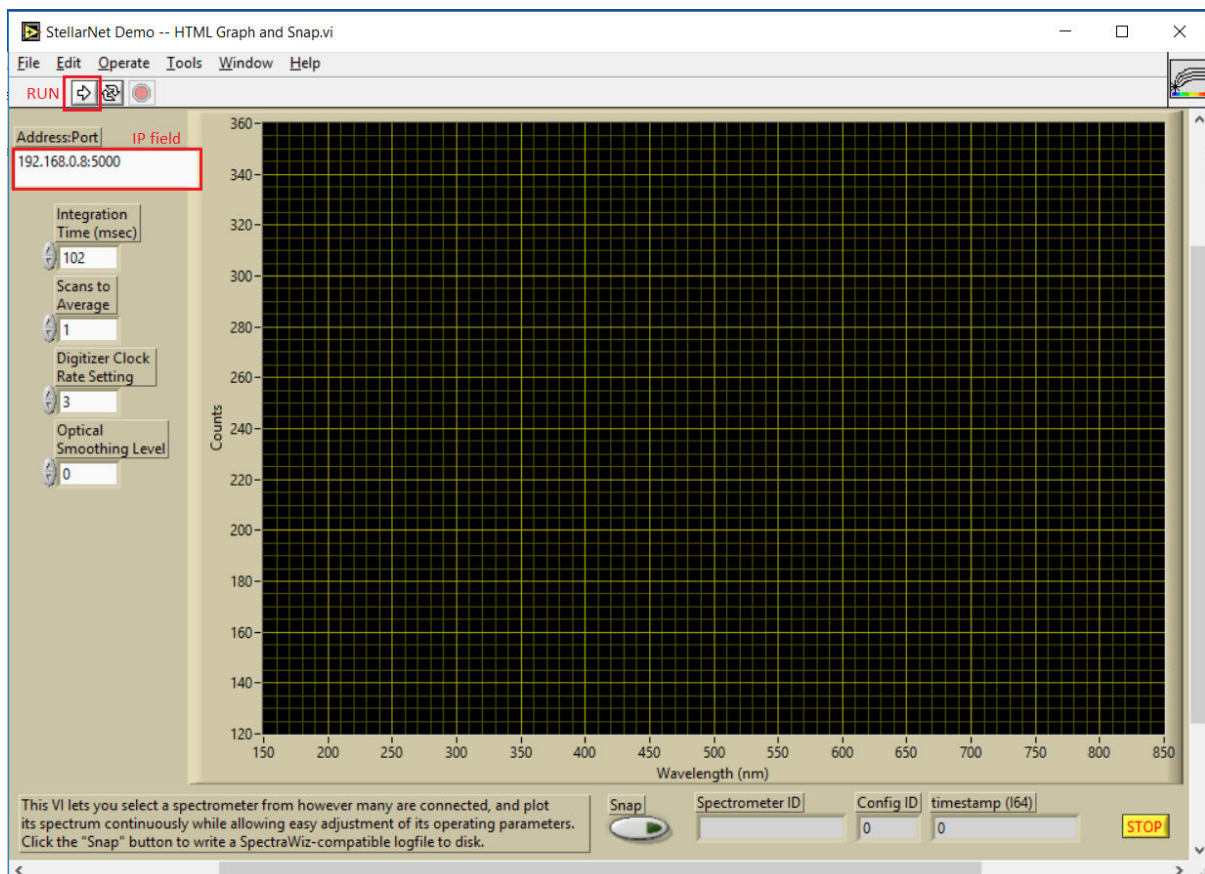 StellarNet Demo -- HTML Graph and Snap.vi
File Edit Operate Tools Window Help
RUN
Address:Port IP field
192.168.0.8:5000
Integration
Time (msec)
102
Scans to
Average
1
Digitizer Clock
Rate Setting
3
Optical
Smoothing Level
0
360
340
320
300
280
260
240
220
200
180
160
140
120
Counts
150 200 250 300 350 400 450 500 550 600 650 700 750 800 850
Wavelength (nm)
This VI lets you select a spectrometer from however many are connected, and plot
its spectrum continuously while allowing easy adjustment of its operating parameters.
Click the "Snap" button to write a SpectraWiz-compatible logfile to disk.
Snap
Spectrometer ID
Config ID
0
timestamp (I64)
0
STOP